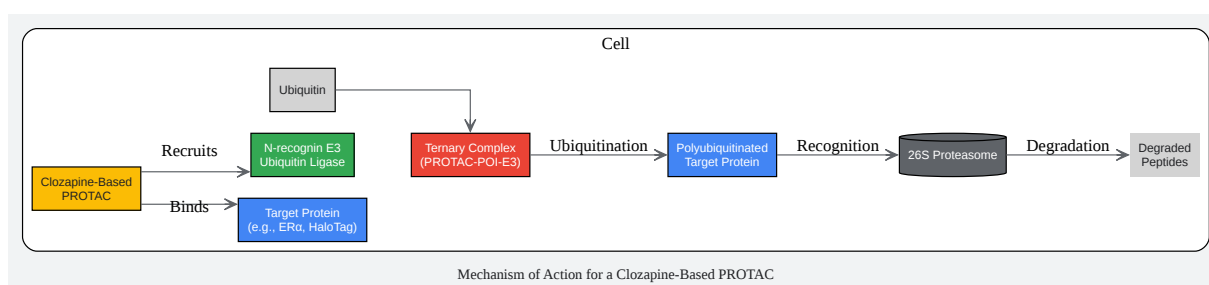 Cell
Ubiquitin
Recruits
N-recognin E3
Ubiquitin Ligase
Ternary Complex
(PROTAC-POI-E3)
Ubiquitination
Polyubiquitinated
Target Protein
Recognition
26S Proteasome
Degradation
Degraded
Peptides
Clozapine-Based
PROTAC
Binds
Target Protein
(e.g., ERα, HaloTag)
Mechanism of Action for a Clozapine-Based PROTAC